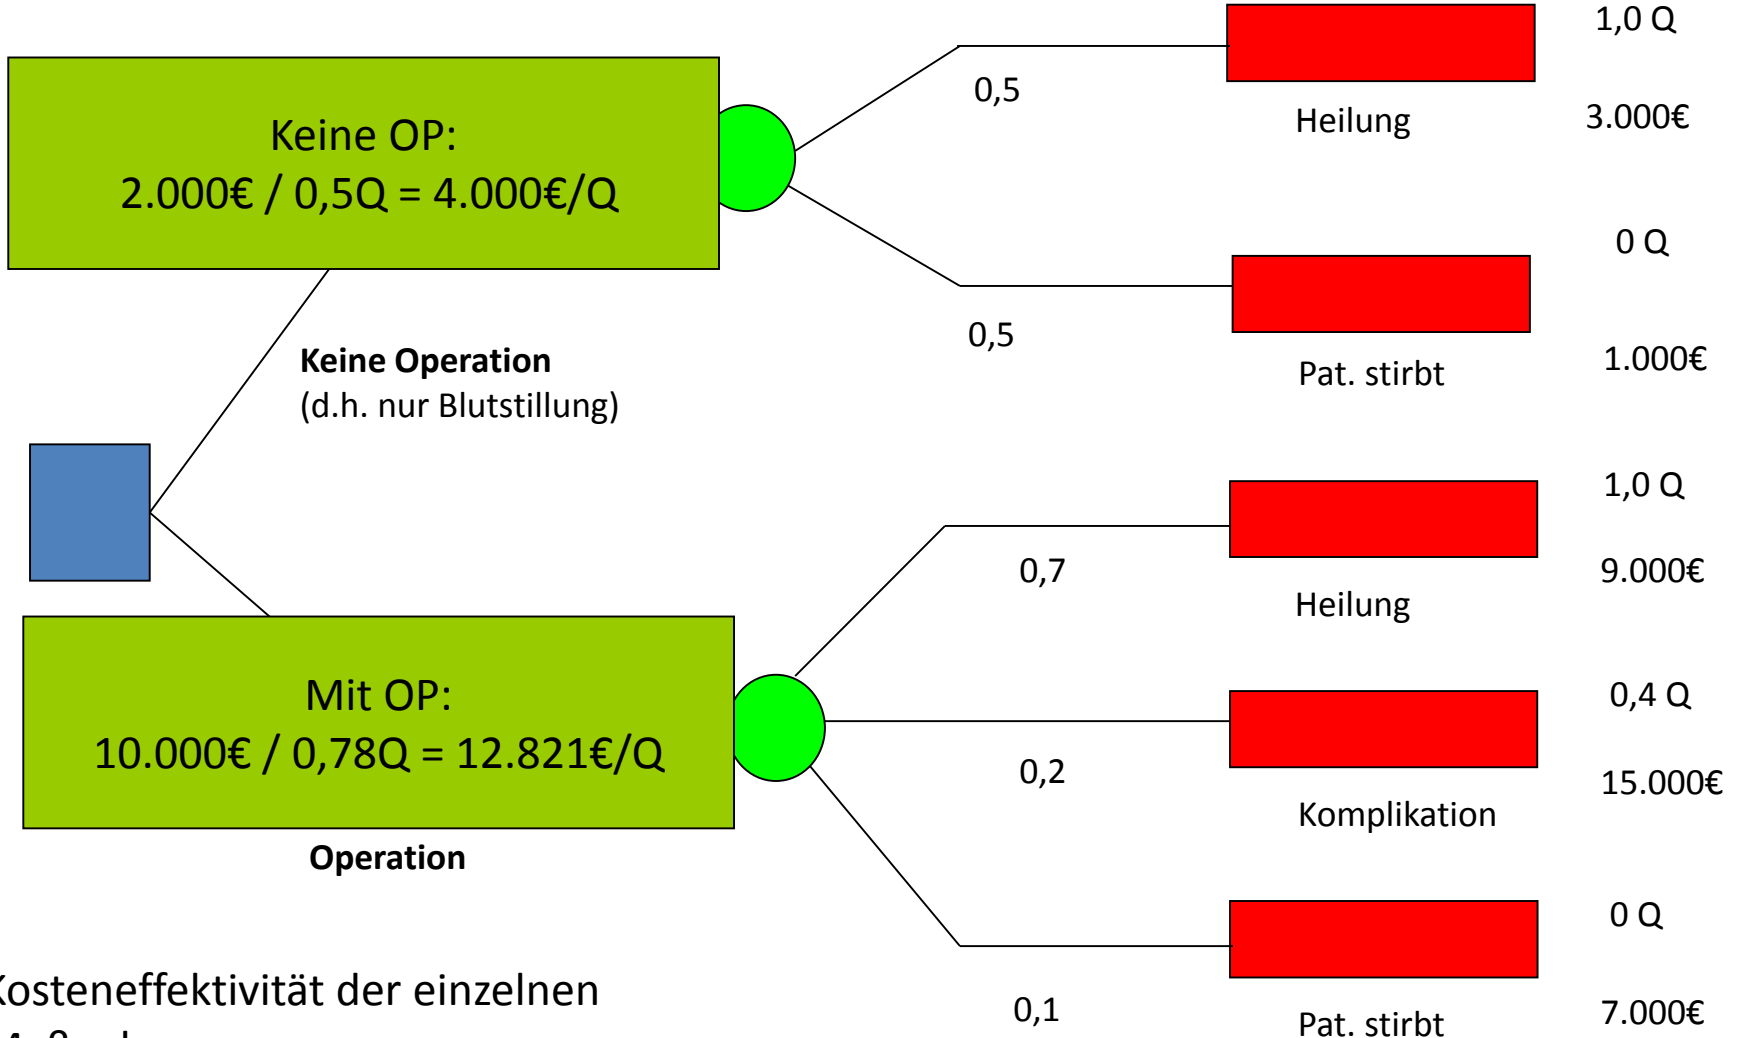 1,0 Q
0,5
Heilung
3.000€
Keine OP:
2.000€ / 0,5Q = 4.000€/Q
0 Q
0,5
Pat. stirbt
1.000€
Keine Operation
(d.h. nur Blutstillung)
1,0 Q
0,7
Heilung
9.000€
Mit OP:
10.000€ / 0,78Q = 12.821€/Q
Operation
0,4 Q
0,2
Komplikation
15.000€
0 Q
0,1
Pat. stirbt
7.000€
Kosteneffektivität der einzelnen